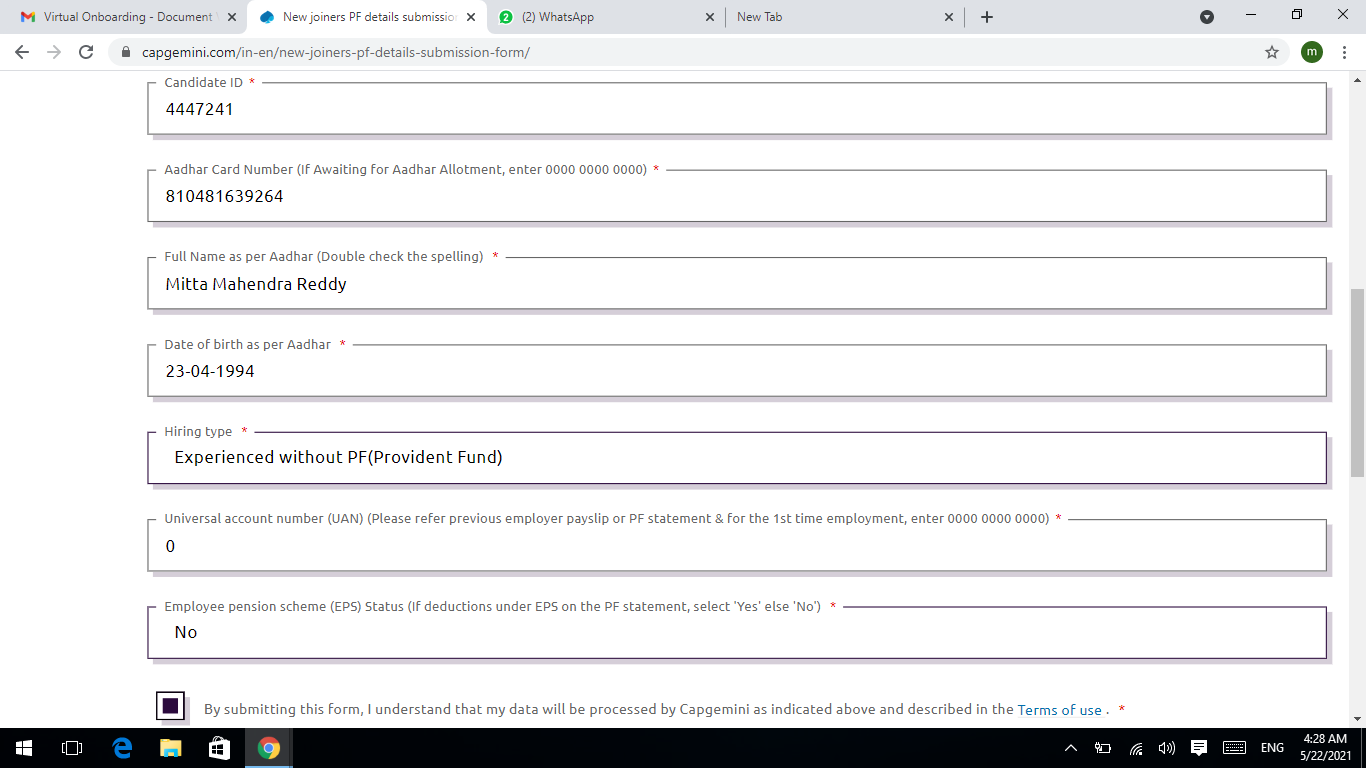 Virtual Onboarding - Document
New joiners PF details submission
(2) WhatsApp
New Tab
capgemini.com/in-en/new-joiners-pf-details-submission-form/
m
Candidate ID *
4447241
Aadhar Card Number (If Awaiting for Aadhar Allotment, enter 0000 0000 0000) *
810481639264
Full Name as per Aadhar (Double check the spelling) *
Mitta Mahendra Reddy
Date of birth as per Aadhar *
23-04-1994
Hiring type *
Experienced without PF(Provident Fund)
Universal account number (UAN) (Please refer previous employer payslip or PF statement & for the 1st time employment, enter 0000 0000 0000) *
0
Employee pension scheme (EPS) Status (If deductions under EPS on the PF statement, select 'Yes' else 'No') *
No
By submitting this form, I understand that my data will be processed by Capgemini as indicated above and described in the Terms of use . *
ENG
4:28 AM
5/22/2021